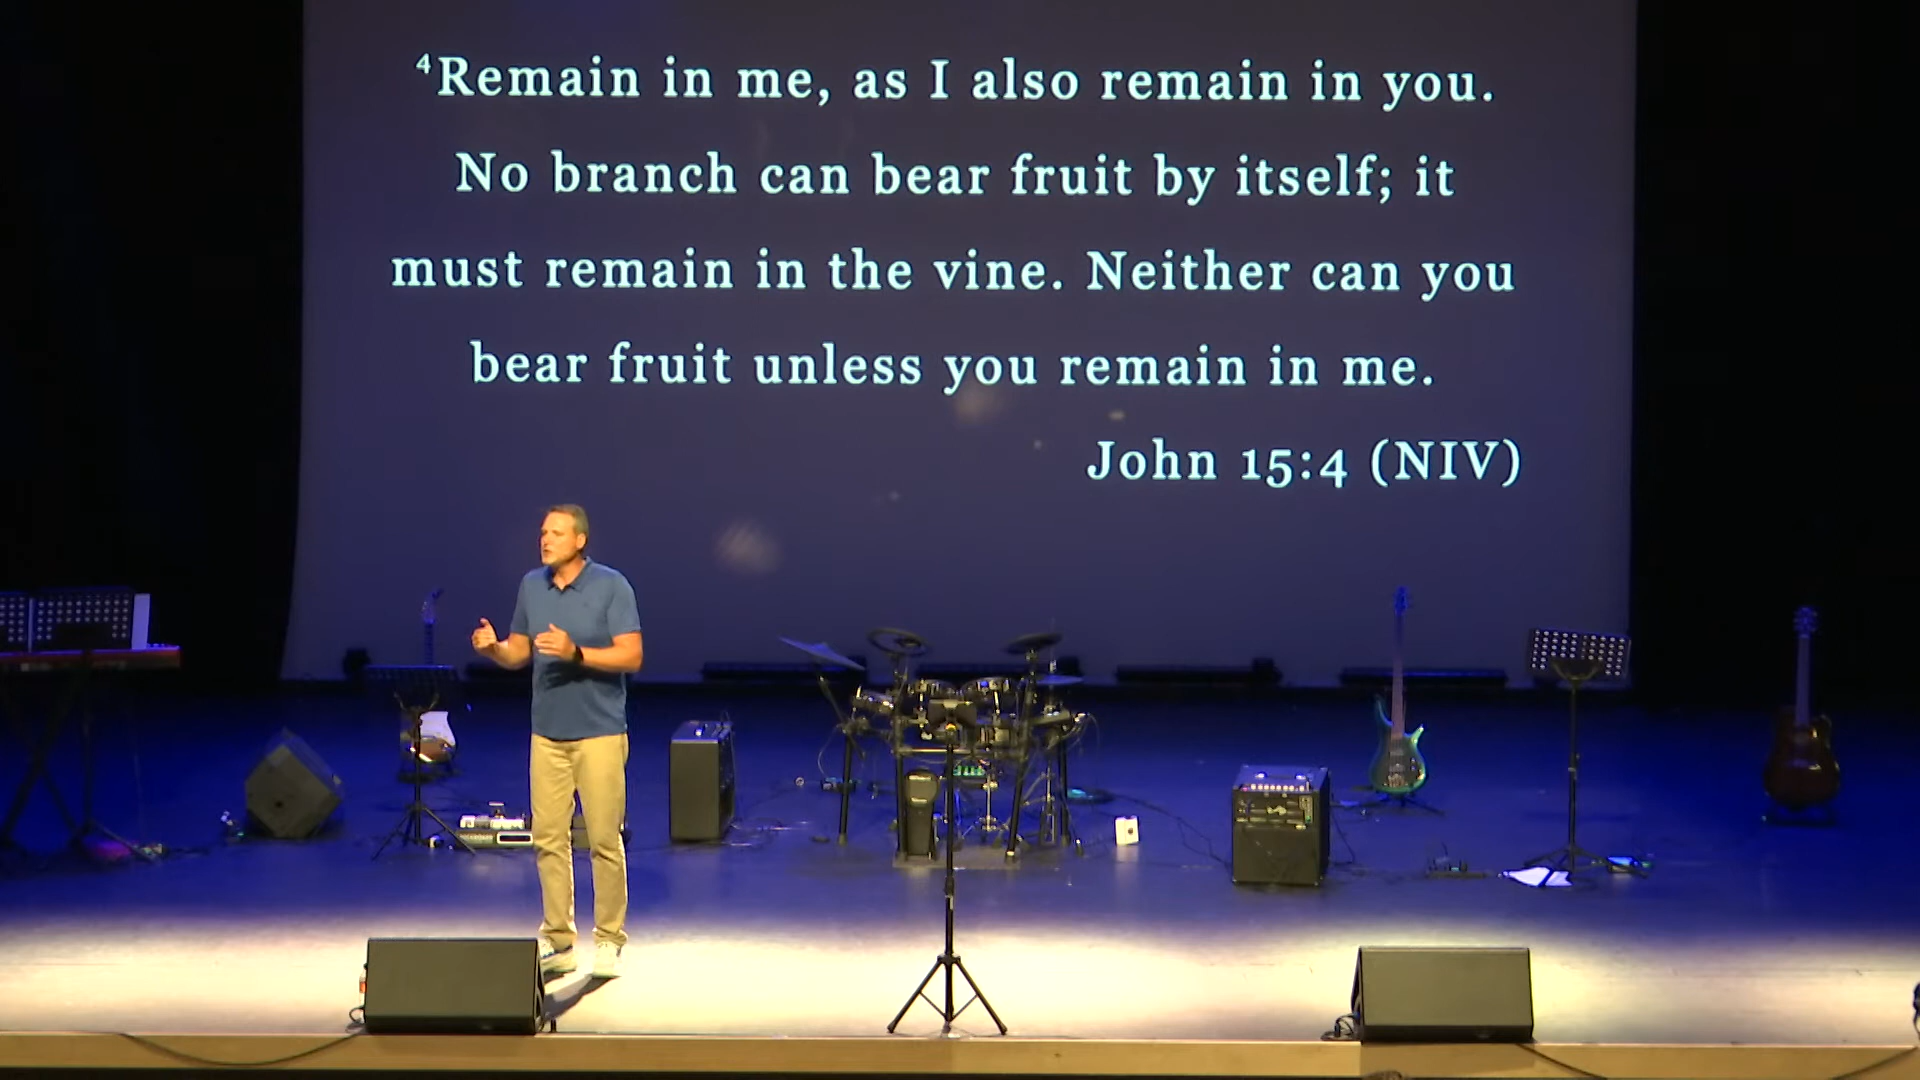 ⁴Remain in me, as I also remain in you.
No branch can bear fruit by itself; it
must remain in the vine. Neither can you
bear fruit unless you remain in me.
John 15:4 (NIV)